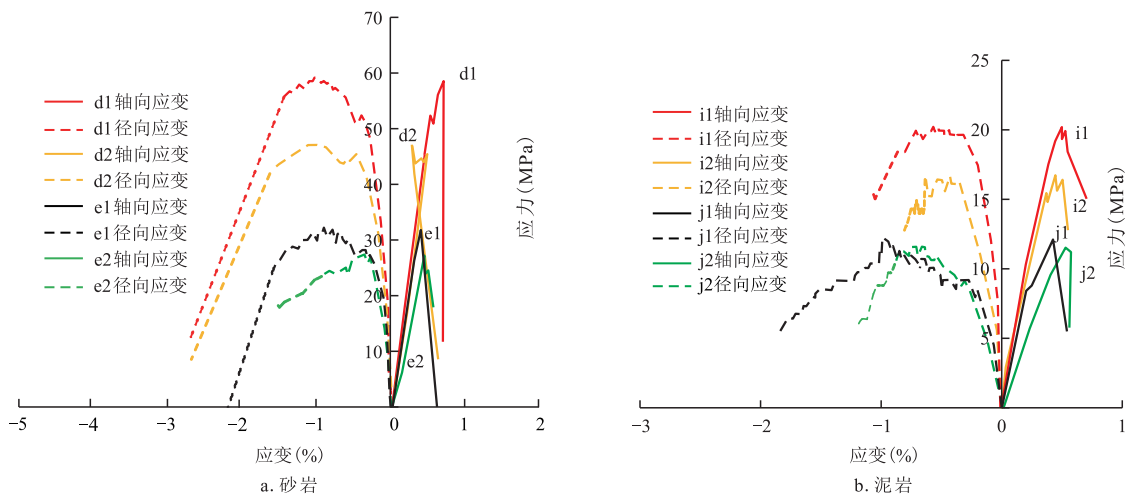 70
60
50
40
30
20
10
应力(MPa)
d1
d2
e1
e2
d1轴向应变
d1径向应变
d2轴向应变
d2径向应变
e1轴向应变
e1径向应变
e2轴向应变
e2径向应变
−5 −4 −3 −2 −1 0 1 2
应变(%)
a. 砂岩
25
20
15
10
5
应力(MPa)
i1
i2
j1
j2
i1轴向应变
i1径向应变
i2轴向应变
i2径向应变
j1轴向应变
j1径向应变
j2轴向应变
j2径向应变
−3 −2 −1 0 1
应变(%)
b. 泥岩